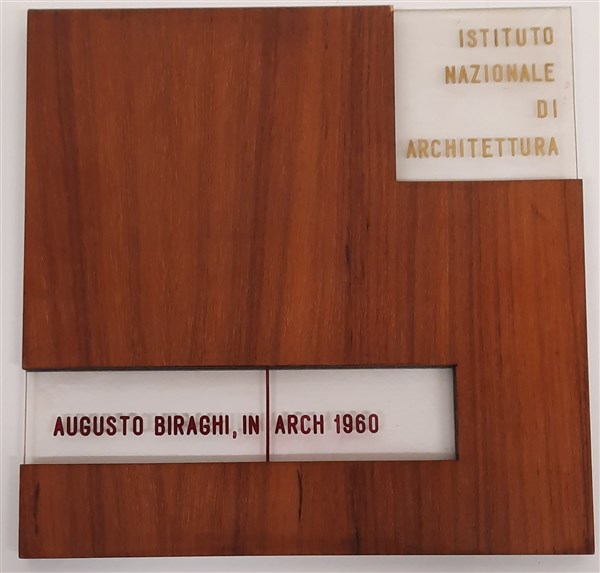 ISTITUTO
NAZIONALE
DI
ARCHITETTURA
AUGUSTO BIRAGHI, IN ARCH 1960